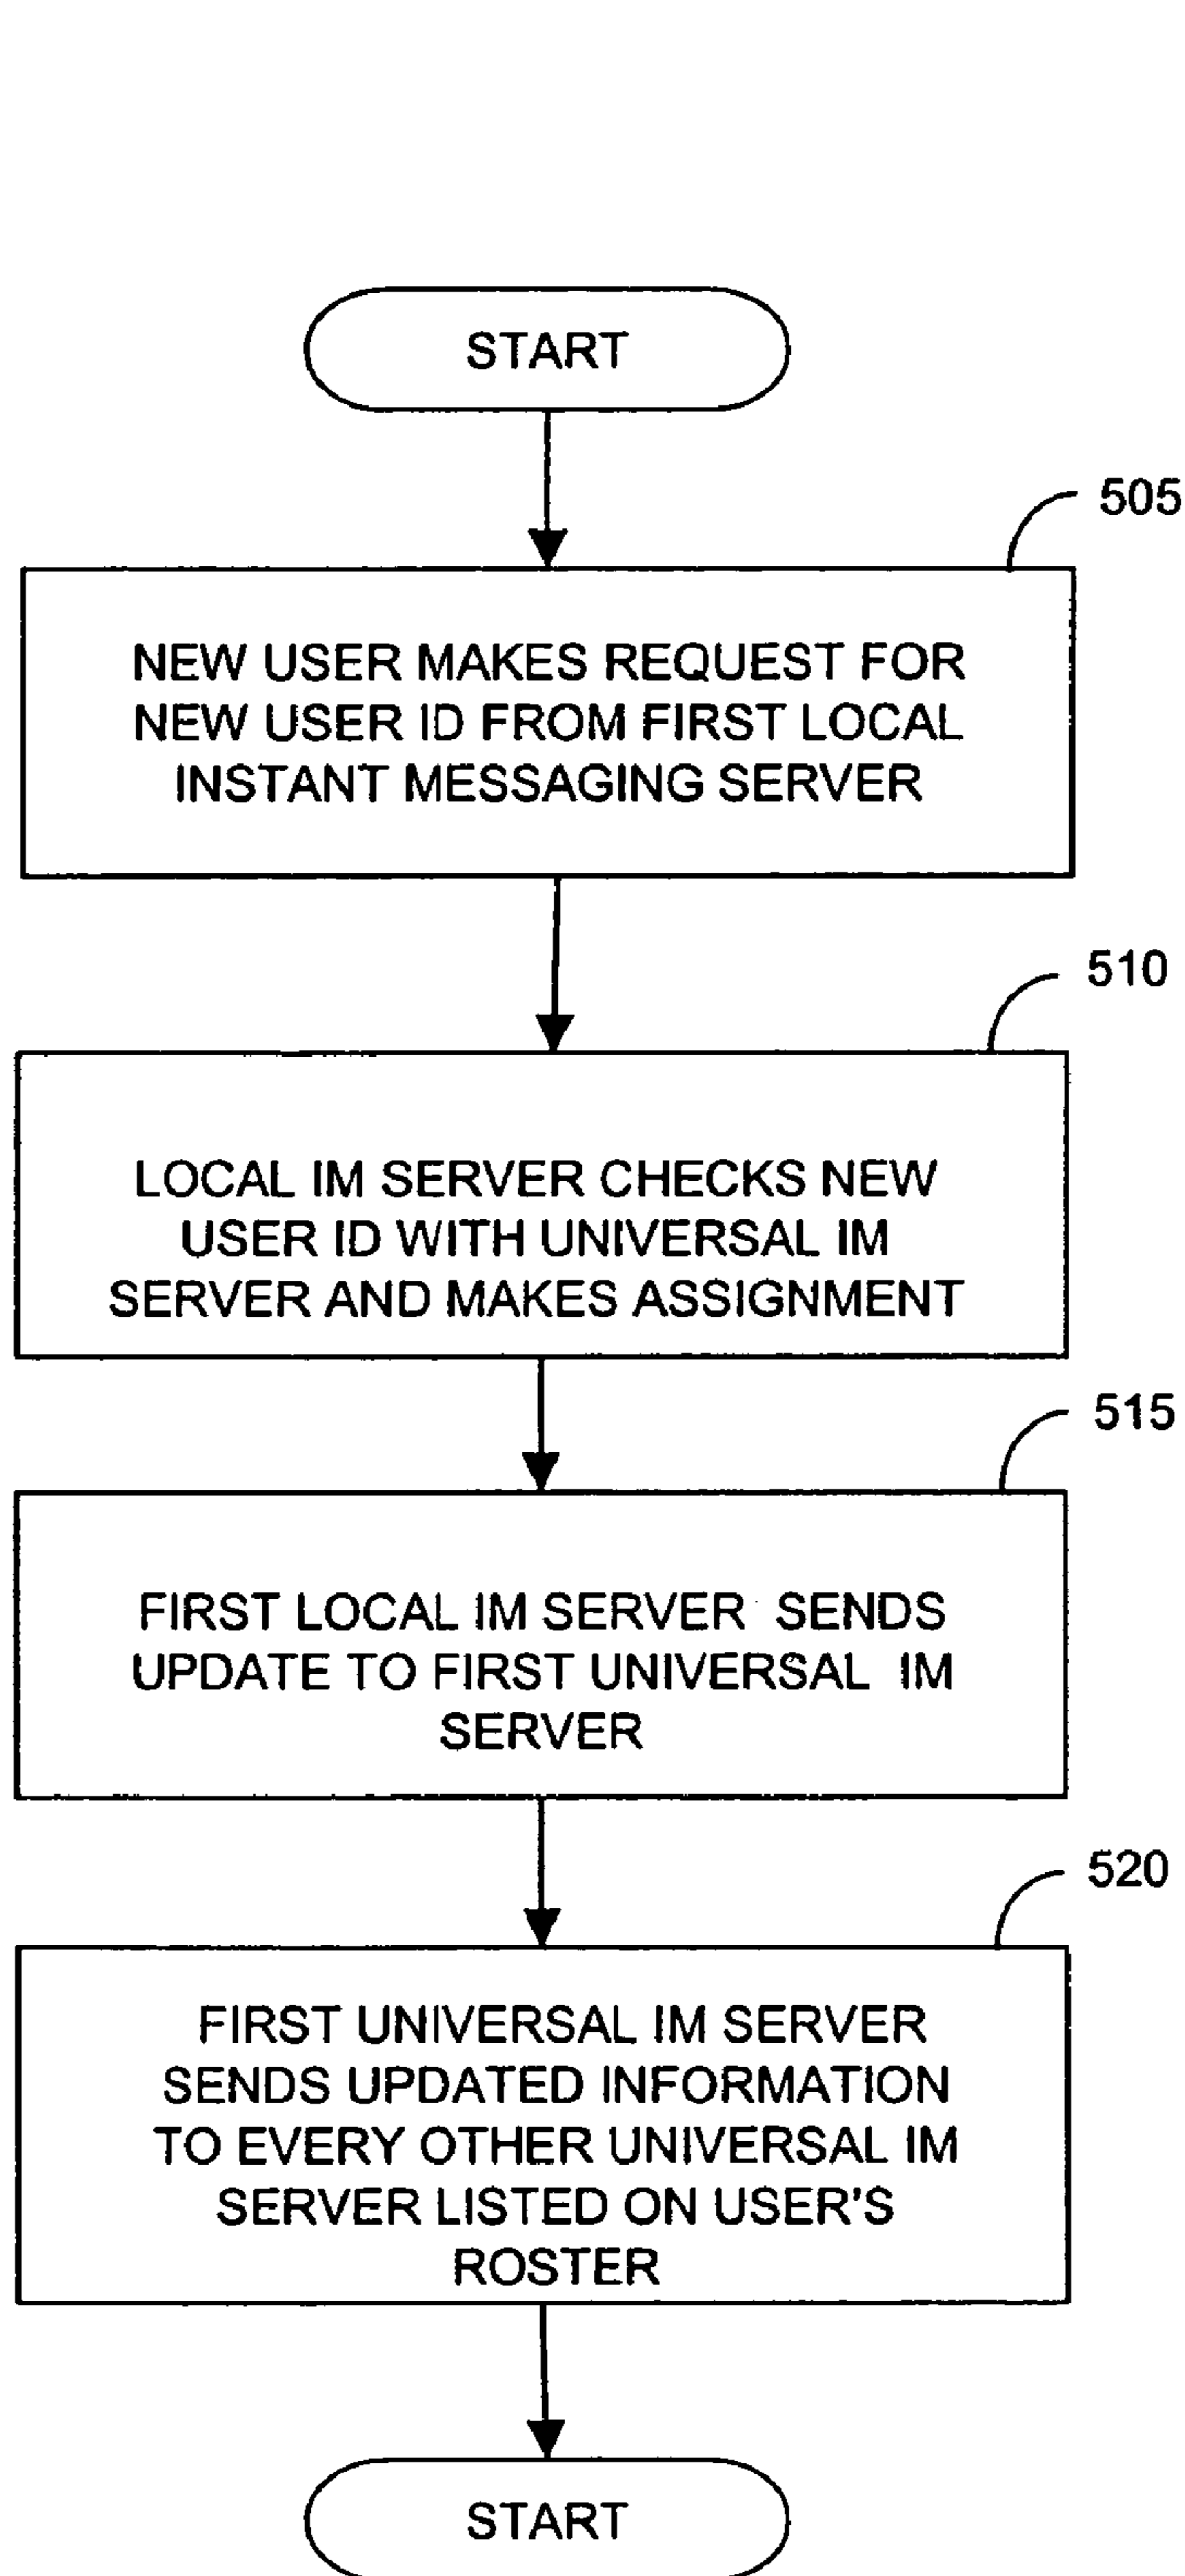 START
505
NEW USER MAKES REQUEST FOR
NEW USER ID FROM FIRST LOCAL
INSTANT MESSAGING SERVER
510
LOCAL IM SERVER CHECKS NEW
USER ID WITH UNIVERSAL IM
SERVER AND MAKES ASSIGNMENT
515
FIRST LOCAL IM SERVER SENDS
UPDATE TO FIRST UNIVERSAL IM
SERVER
520
FIRST UNIVERSAL IM SERVER
SENDS UPDATED INFORMATION
TO EVERY OTHER UNIVERSAL IM
SERVER LISTED ON USER'S
ROSTER
START